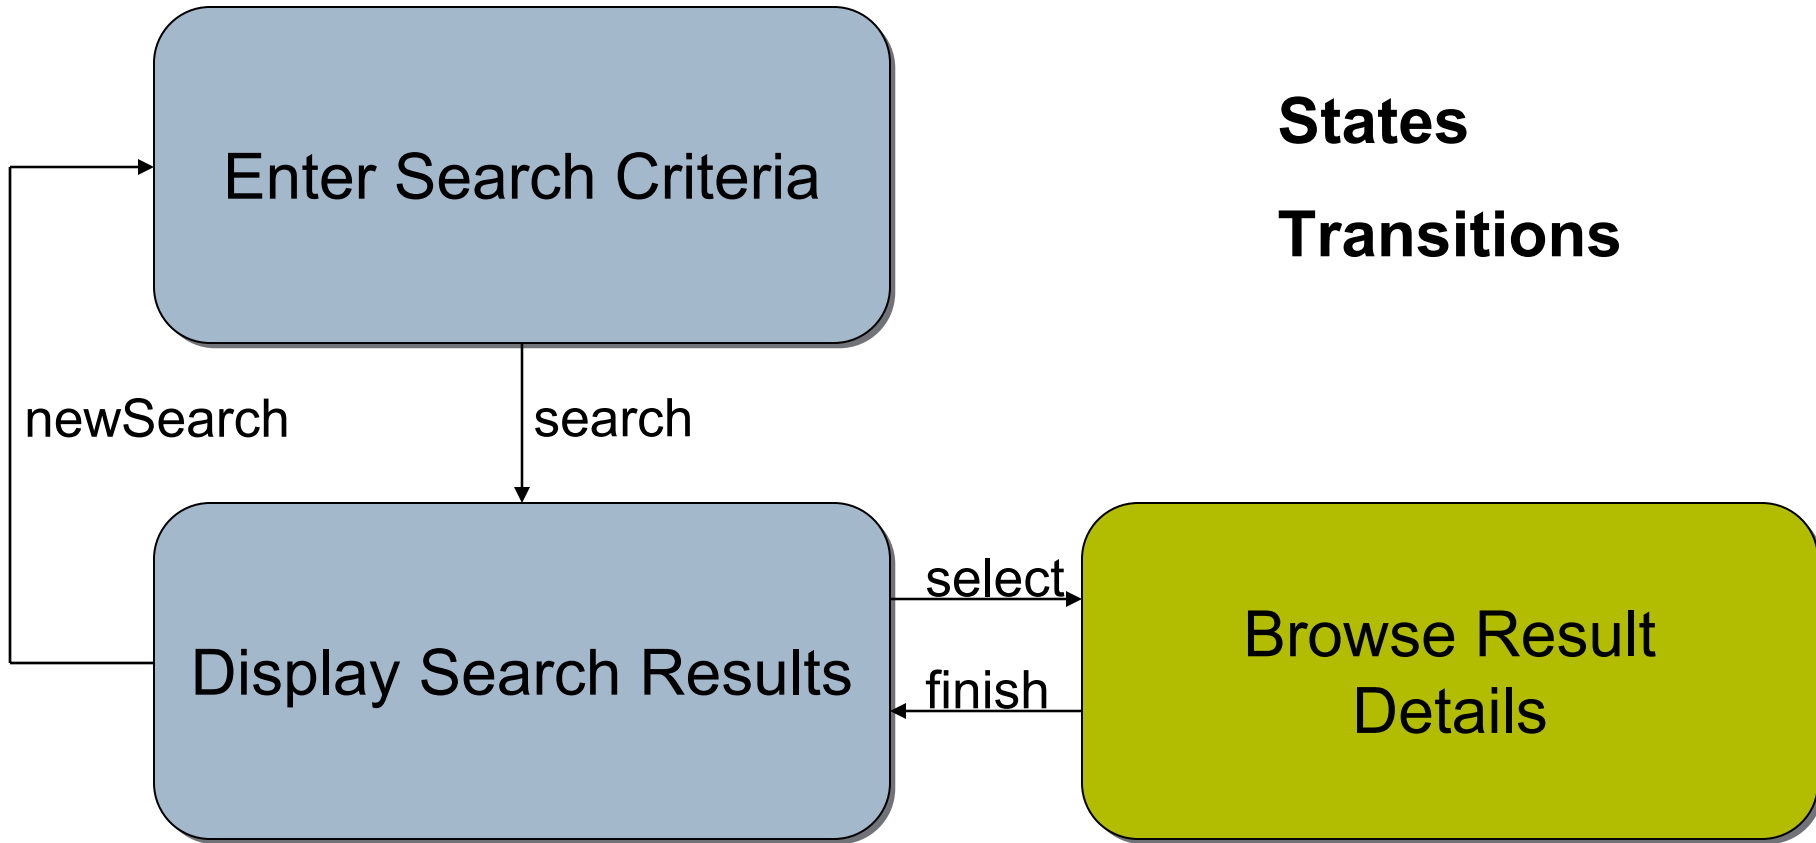 Enter Search Criteria
States
Transitions
newSearch
search
Display Search Results
select
finish
Browse Result
Details